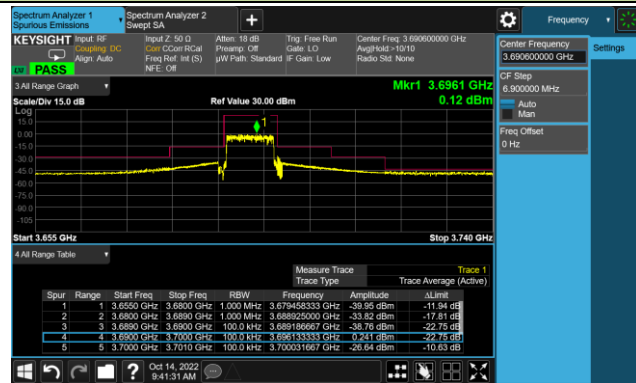 Spectrum Analyzer 1
Spurious Emissions
Spectrum Analyzer 2
Swept SA
Frequency
KEYSIGHT
Input: RF
Coupling: DC
Align: Auto
Input Z: 50 Ω
Corr CCorr RCal
Freq Ref: Int (S)
NFE: Off
Atten: 18 dB
Preamp: Off
µW Path: Standard
Trig: Free Run
Gate: LO
IF Gain: Low
Center Freq: 3.690600000 GHz
Avg|Hold:>10/10
Radio Std: None
PASS
Center Frequency
3.690600000 GHz
Settings
CF Step
6.900000 MHz
Auto
Man
Freq Offset
0 Hz
3 All Range Graph
Mkr1 3.6961 GHz
Scale/Div 15.0 dB
Ref Value 30.00 dBm
0.12 dBm
Log
15.0
0.00
-15.0
-30.0
-45.0
-60.0
-75.0
-90.0
-105
1
Start 3.655 GHz
Stop 3.740 GHz
4 All Range Table
Measure Trace Trace 1
Trace Type Trace Average (Active)
Spur Range Start Freq Stop Freq RBW Frequency Amplitude ΔLimit
1 1 3.6550 GHz 3.6800 GHz 1.000 MHz 3.679458333 GHz -39.95 dBm -11.94 dB
2 2 3.6800 GHz 3.6890 GHz 1.000 MHz 3.688925000 GHz -33.82 dBm -17.81 dB
3 3 3.6890 GHz 3.6900 GHz 100.0 kHz 3.689186667 GHz -38.76 dBm -22.75 dB
4 4 3.6900 GHz 3.7000 GHz 100.0 kHz 3.696133333 GHz 0.241 dBm -22.75 dB
5 5 3.7000 GHz 3.7010 GHz 100.0 kHz 3.700031667 GHz -26.64 dBm -10.63 dB
Oct 14, 2022
9:41:31 AM